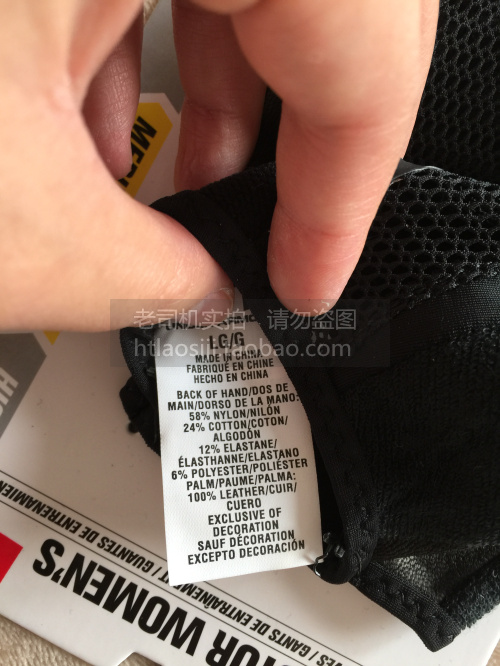 LG/G
MADE IN CHINA
FABRIQUÉ EN CHINE
HECHO EN CHINA
BACK OF HAND/DOS DE
MAIN/DORSO DE LA MANO:
58% NYLON/NILÓN
24% COTTON/COTON/
ALGODÓN
12% ELASTANE/
ÉLASTHANNE/ELASTANO
6% POLYESTER/POLIÉSTER
PALM/PAUME/PALMA:
100% LEATHER/CUIR/
CUERO
EXCLUSIVE OF
DECORATION
SAUF DÉCORATION
EXCEPTO DECORACIÓN
老司机实拍 请勿盗图
htlaosiji.taobao.com
WOMEN'S
/ GANTS D'ENTRAÎNEMENT / GUANTES DE ENTRENAMIEN